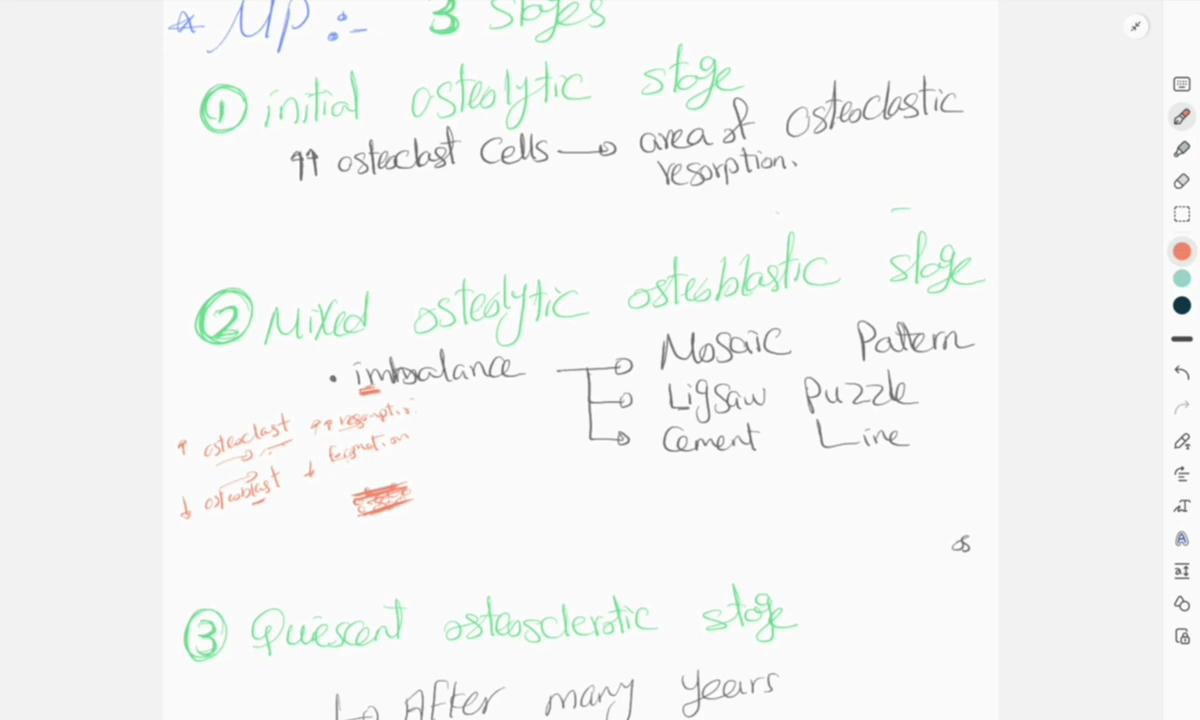 * MP :- 3 stages
① initial osteolytic stage
↑↑ osteoclast cells → area of osteoclastic
resorption.
② Mixed osteolytic osteoblastic stage
• imbalance → Mosaic Pattern
Jigsaw Puzzle
Cement Line
↑ osteoclast ↑↑ resorption
↓ osteoblast ↓ formation
③ Quiescent osteosclerotic stage
↳ After many years